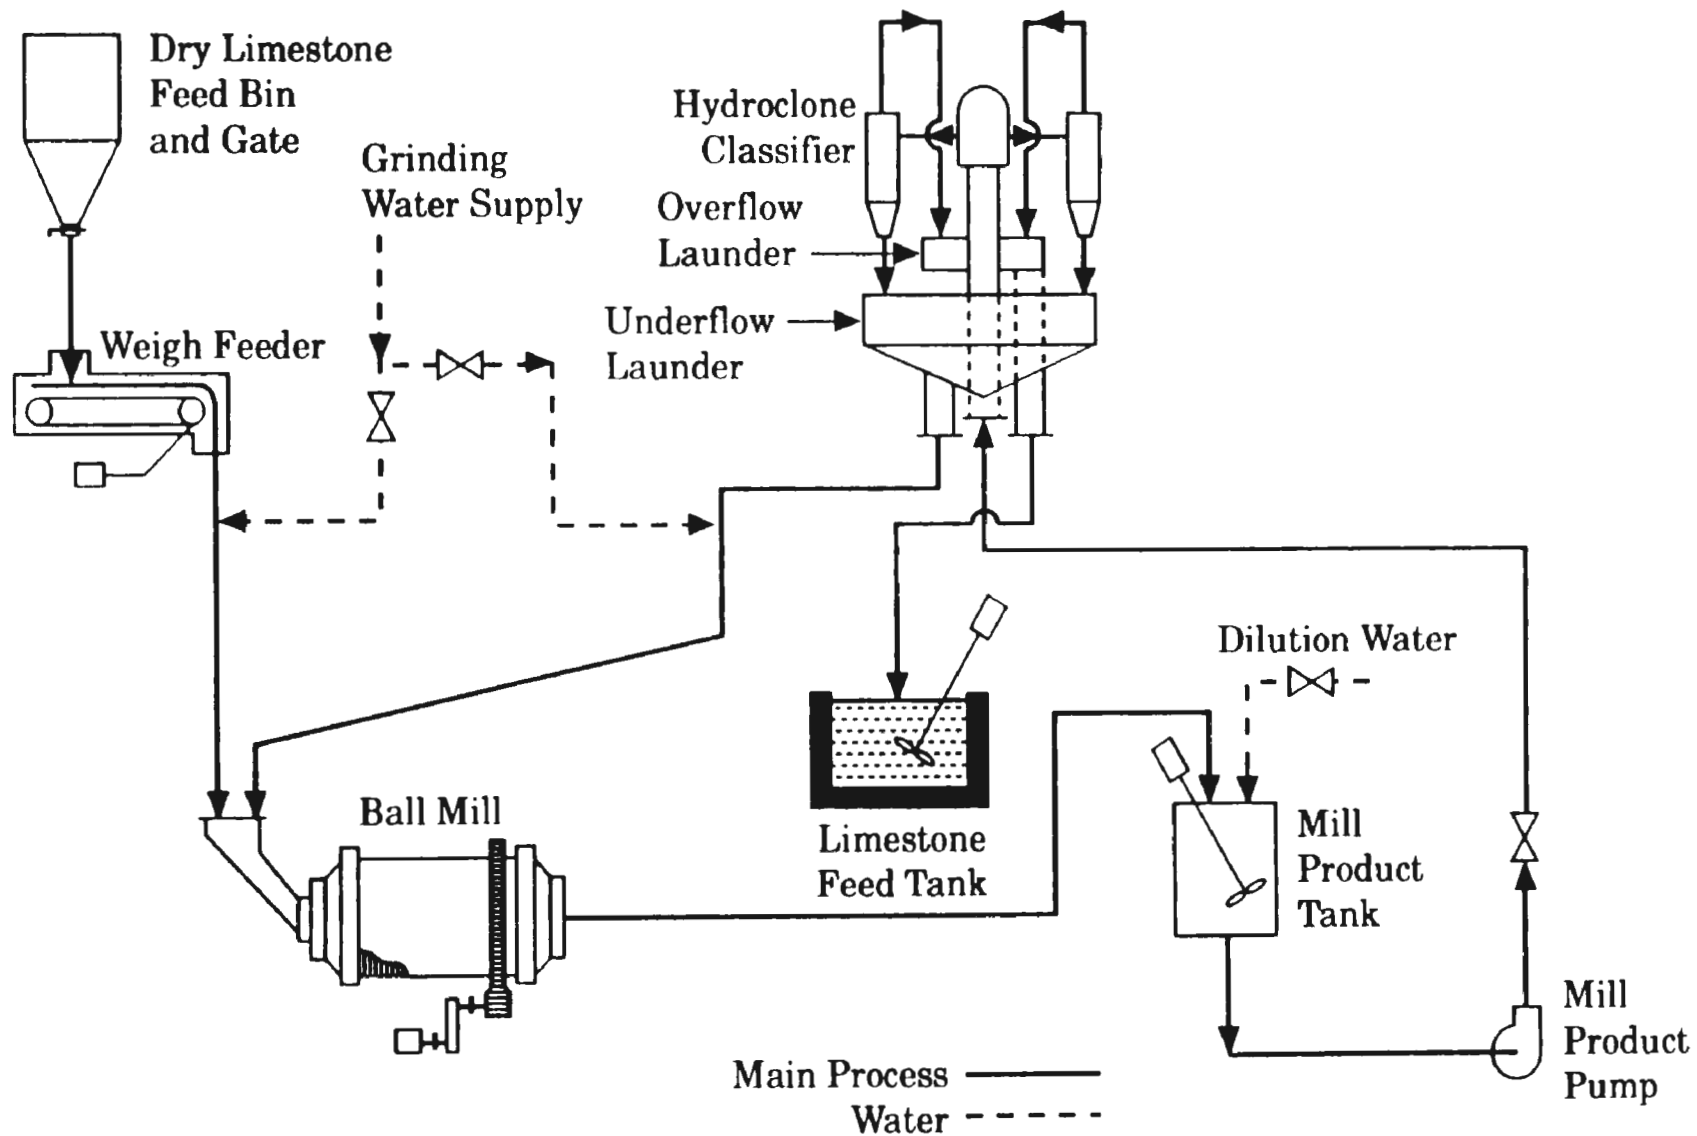 Dry Limestone
Feed Bin
and Gate
Grinding
Water Supply
Hydroclone
Classifier
Overflow
Launder
Underflow
Launder
Weigh Feeder
Dilution Water
Ball Mill
Limestone
Feed Tank
Mill
Product
Tank
Mill
Product
Pump
Main Process
Water